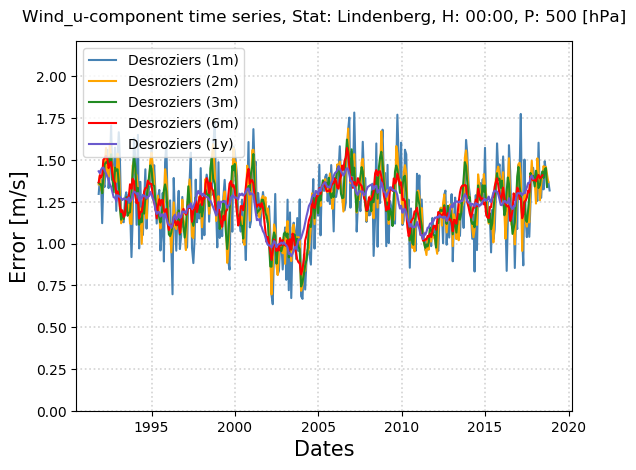 Wind_u-component time series, Stat: Lindenberg, H: 00:00, P: 500 [hPa]
Desroziers (1m)
Desroziers (2m)
Desroziers (3m)
Desroziers (6m)
Desroziers (1y)
2.00
1.75
1.50
1.25
1.00
0.75
0.50
0.25
0.00
Error [m/s]
1995 2000 2005 2010 2015 2020
Dates